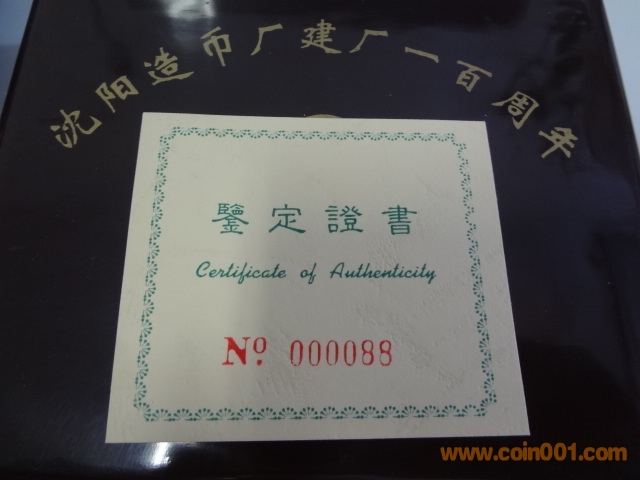 沈阳造币厂建厂一百周年
鑒定證書
Certificate of Authenticity
Nº 000088
www.coin001.com